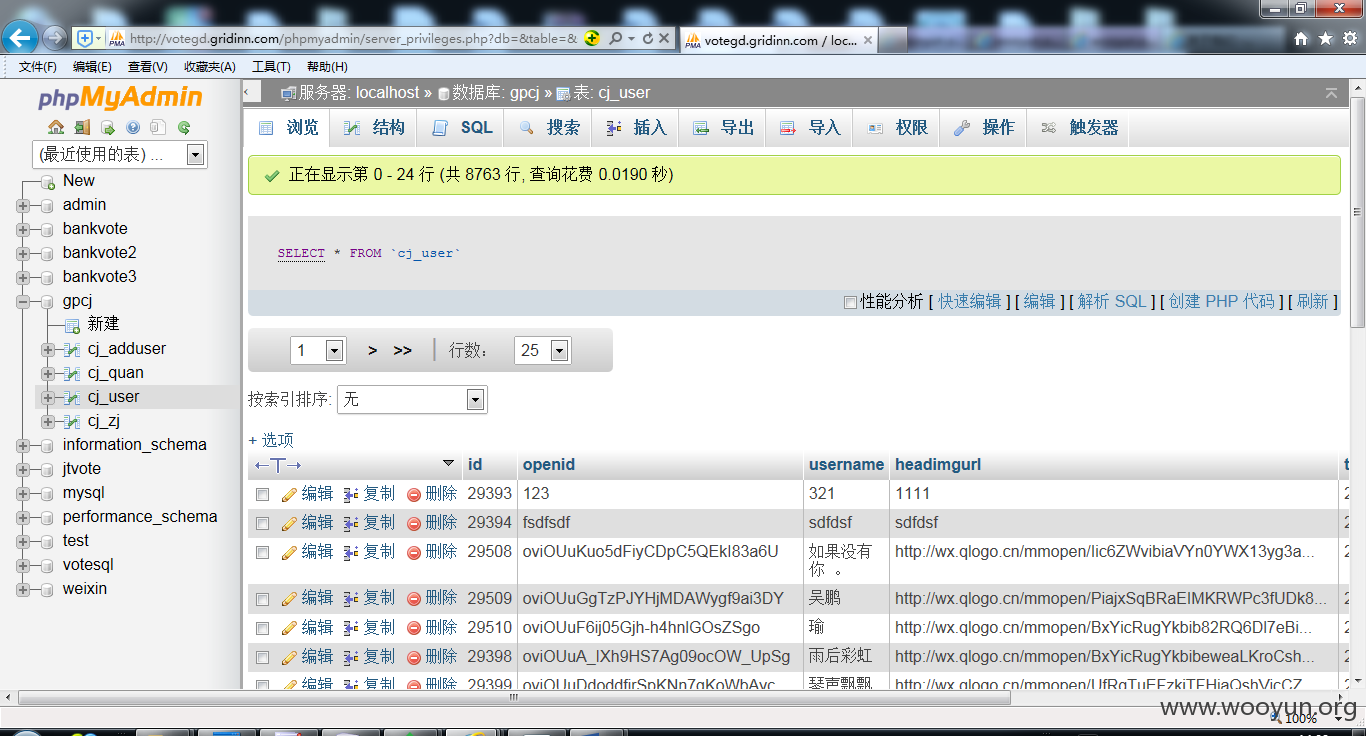 http://votegd.gridinn.com/phpmyadmin/server_privileges.php?db=&table=&
votegd.gridinn.com / loc...
文件(F) 编辑(E) 查看(V) 收藏夹(A) 工具(T) 帮助(H)
phpMyAdmin
(最近使用的表) ...
New
admin
bankvote
bankvote2
bankvote3
gpcj
新建
cj_adduser
cj_quan
cj_user
cj_zj
information_schema
jtvote
mysql
performance_schema
test
votesql
weixin
服务器: localhost » 数据库: gpcj » 表: cj_user
浏览 结构 SQL 搜索 插入 导出 导入 权限 操作 触发器
正在显示第 0 - 24 行 (共 8763 行, 查询花费 0.0190 秒)
SELECT * FROM `cj_user`
性能分析 [ 快速编辑 ] [ 编辑 ] [ 解析 SQL ] [ 创建 PHP 代码 ] [ 刷新 ]
1 > >> | 行数: 25
按索引排序: 无
+ 选项
←T→ id openid username headimgurl
编辑 复制 删除 29393 123 321 1111
编辑 复制 删除 29394 fsdfsdf sdfdsf sdfdsf
编辑 复制 删除 29508 oviOUuKuo5dFiyCDpC5QEkI83a6U 如果没有 http://wx.qlogo.cn/mmopen/Iic6ZWvibiaVYn0YWX13yg3a...
你 。
编辑 复制 删除 29509 oviOUuGgTzPJYHjMDAWygf9ai3DY 吴鹏 http://wx.qlogo.cn/mmopen/PiajxSqBRaEIMKRWPc3fUDk8...
编辑 复制 删除 29510 oviOUuF6ij05Gjh-h4hnlGOsZSgo 瑜 http://wx.qlogo.cn/mmopen/BxYicRugYkbib82RQ6Dl7eBi...
编辑 复制 删除 29398 oviOUuA_IXh9HS7Ag09ocOW_UpSg 雨后彩虹 http://wx.qlogo.cn/mmopen/BxYicRugYkbibeweaLKroCsh...
编辑 复制 删除 29399 琴声飘飘
www.wooyun.org
100%